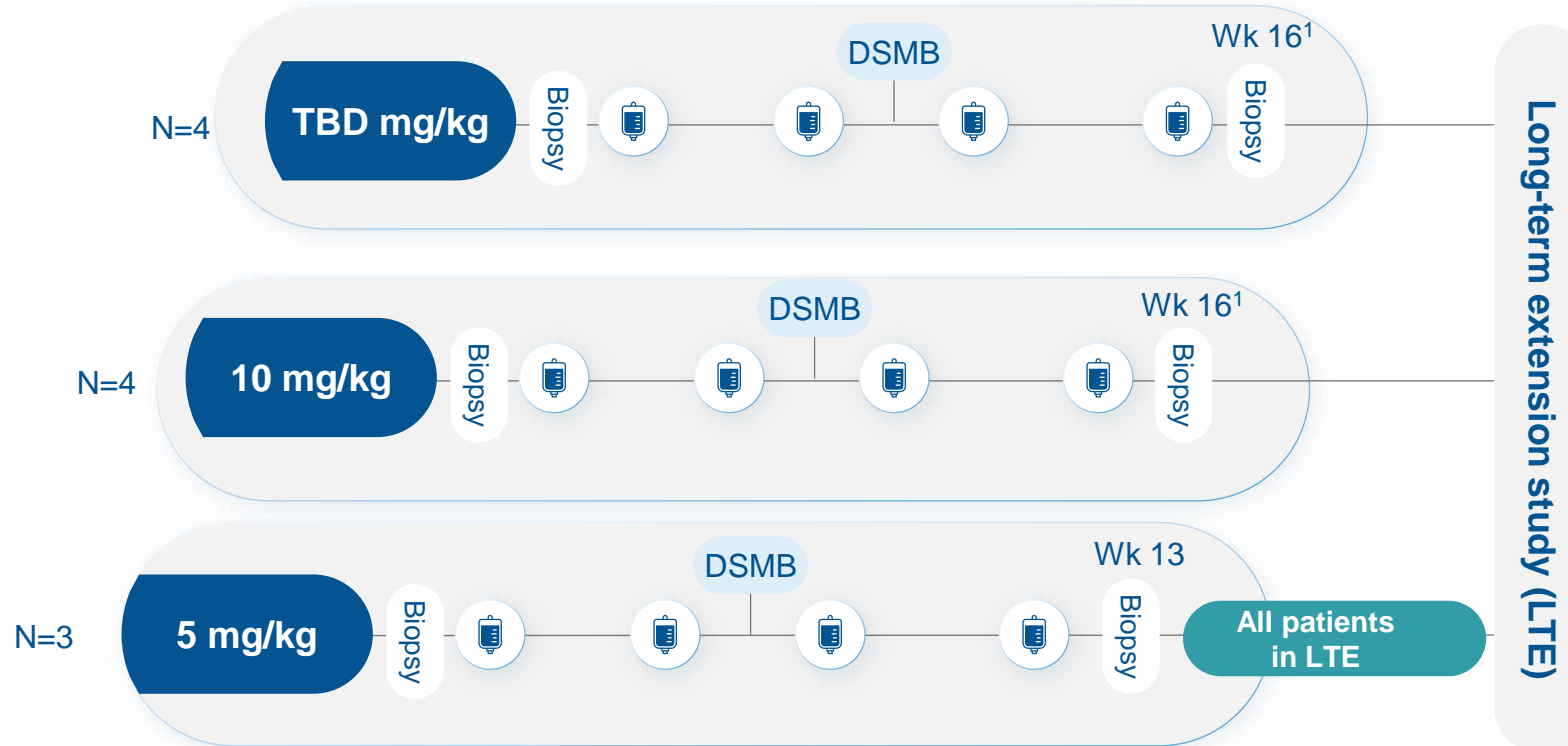 DSMB
Wk 16¹
N=4
TBD mg/kg
Biopsy
Biopsy
DSMB
Wk 16¹
N=4
10 mg/kg
Biopsy
Biopsy
DSMB
Wk 13
N=3
5 mg/kg
Biopsy
Biopsy
All patients
in LTE
Long-term extension study (LTE)